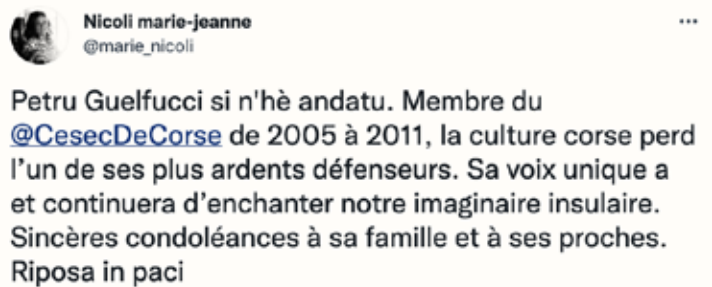 Nicoli marie-jeanne
@marie_nicoli
Petru Guelfucci si n'hè andatu. Membre du
@CesecDeCorse de 2005 à 2011, la culture corse perd
l’un de ses plus ardents défenseurs. Sa voix unique a
et continuera d’enchanter notre imaginaire insulaire.
Sincères condoléances à sa famille et à ses proches.
Riposa in paci